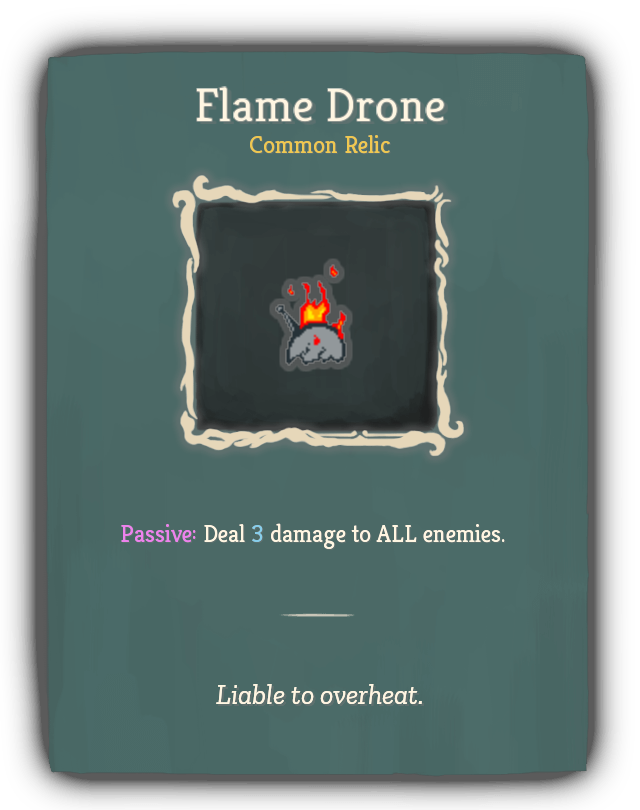 Flame Drone
Common Relic
Passive: Deal 3 damage to ALL enemies.
Liable to overheat.